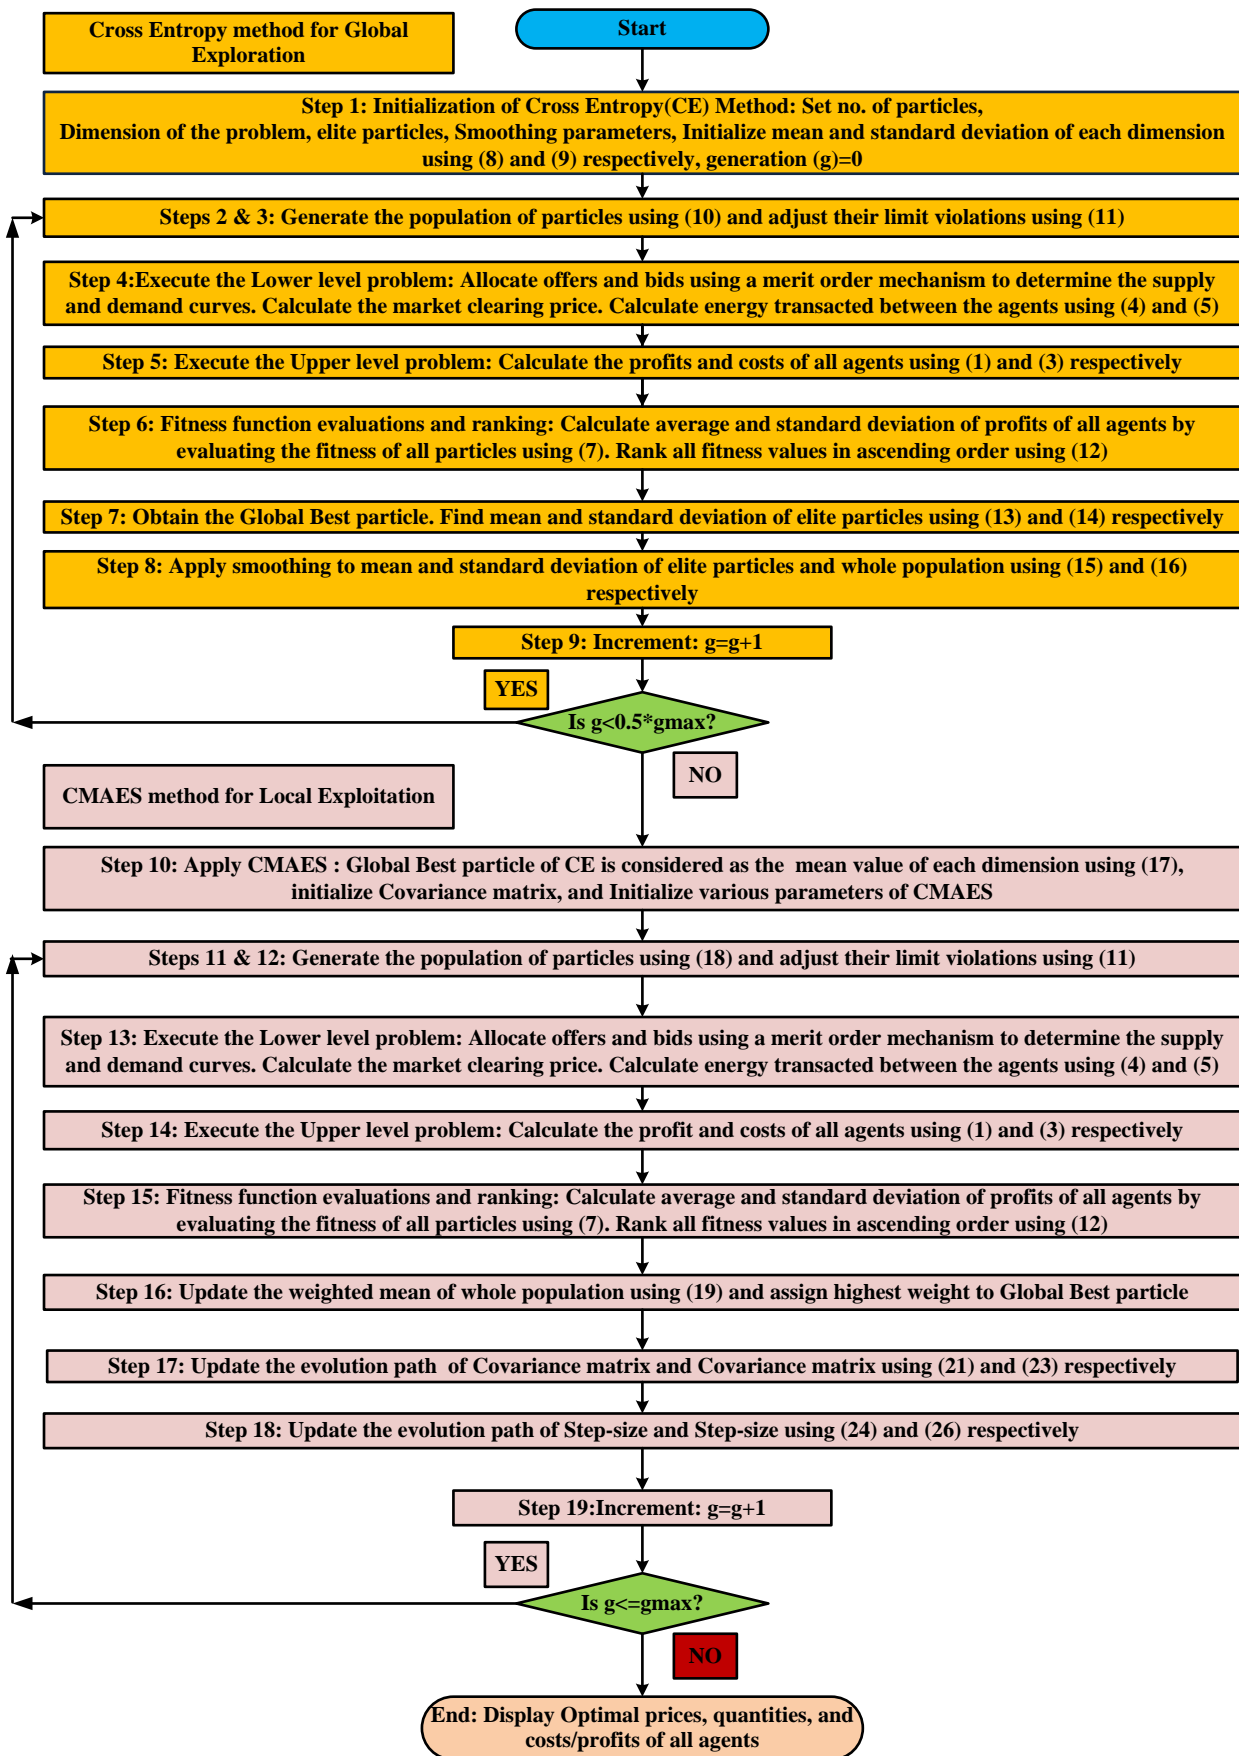 Cross Entropy method for Global
Exploration
Start
Step 1: Initialization of Cross Entropy(CE) Method: Set no. of particles,
Dimension of the problem, elite particles, Smoothing parameters, Initialize mean and standard deviation of each dimension
using (8) and (9) respectively, generation (g)=0
Steps 2 & 3: Generate the population of particles using (10) and adjust their limit violations using (11)
Step 4:Execute the Lower level problem: Allocate offers and bids using a merit order mechanism to determine the supply
and demand curves. Calculate the market clearing price. Calculate energy transacted between the agents using (4) and (5)
Step 5: Execute the Upper level problem: Calculate the profits and costs of all agents using (1) and (3) respectively
Step 6: Fitness function evaluations and ranking: Calculate average and standard deviation of profits of all agents by
evaluating the fitness of all particles using (7). Rank all fitness values in ascending order using (12)
Step 7: Obtain the Global Best particle. Find mean and standard deviation of elite particles using (13) and (14) respectively
Step 8: Apply smoothing to mean and standard deviation of elite particles and whole population using (15) and (16)
respectively
Step 9: Increment: g=g+1
YES
Is g<0.5*gmax?
NO
CMAES method for Local Exploitation
Step 10: Apply CMAES : Global Best particle of CE is considered as the mean value of each dimension using (17),
initialize Covariance matrix, and Initialize various parameters of CMAES
Steps 11 & 12: Generate the population of particles using (18) and adjust their limit violations using (11)
Step 13: Execute the Lower level problem: Allocate offers and bids using a merit order mechanism to determine the supply
and demand curves. Calculate the market clearing price. Calculate energy transacted between the agents using (4) and (5)
Step 14: Execute the Upper level problem: Calculate the profit and costs of all agents using (1) and (3) respectively
Step 15: Fitness function evaluations and ranking: Calculate average and standard deviation of profits of all agents by
evaluating the fitness of all particles using (7). Rank all fitness values in ascending order using (12)
Step 16: Update the weighted mean of whole population using (19) and assign highest weight to Global Best particle
Step 17: Update the evolution path of Covariance matrix and Covariance matrix using (21) and (23) respectively
Step 18: Update the evolution path of Step-size and Step-size using (24) and (26) respectively
Step 19:Increment: g=g+1
YES
Is g<=gmax?
NO
End: Display Optimal prices, quantities, and
costs/profits of all agents